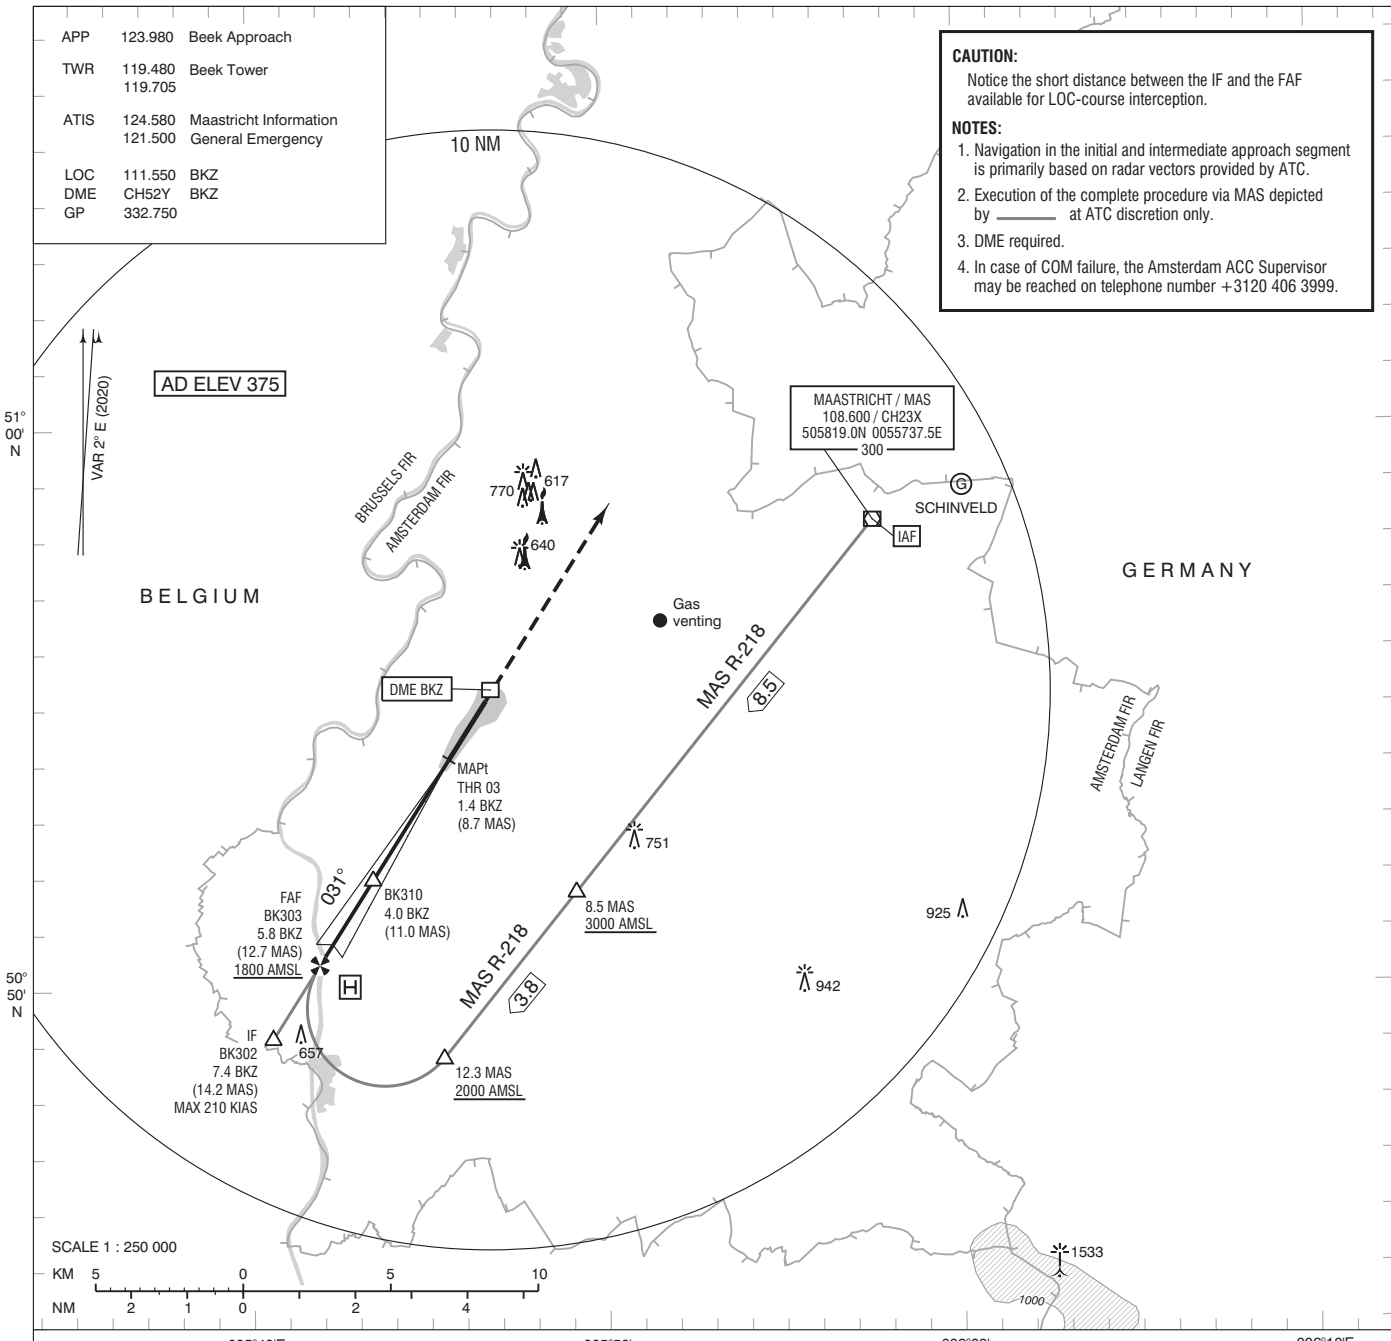 APP 123.980 Beek Approach
TWR 119.480 Beek Tower
119.705
ATIS 124.580 Maastricht Information
121.500 General Emergency
LOC 111.550 BKZ
DME CH52Y BKZ
GP 332.750
CAUTION:
Notice the short distance between the IF and the FAF
available for LOC-course interception.
NOTES:
1. Navigation in the initial and intermediate approach segment
is primarily based on radar vectors provided by ATC.
2. Execution of the complete procedure via MAS depicted
by at ATC discretion only.
3. DME required.
4. In case of COM failure, the Amsterdam ACC Supervisor
may be reached on telephone number +3120 406 3999.
10 NM
VAR 2° E (2020)
AD ELEV 375
51°
00'
N
MAASTRICHT / MAS
108.600 / CH23X
505819.0N 0055737.5E
300
BRUSSELS FIR
AMSTERDAM FIR
770
617
640
G
SCHINVELD
IAF
BELGIUM
GERMANY
Gas
venting
MAS R-218
8.5
DME BKZ
AMSTERDAM FIR
LANGEN FIR
MAPt
THR 03
1.4 BKZ
(8.7 MAS)
751
031°
FAF
BK303
5.8 BKZ
(12.7 MAS)
1800 AMSL
BK310
4.0 BKZ
(11.0 MAS)
8.5 MAS
3000 AMSL
925
MAS R-218
3.8
942
50°
50'
N
H
IF
BK302
7.4 BKZ
(14.2 MAS)
MAX 210 KIAS
657
12.3 MAS
2000 AMSL
1533
1000
SCALE 1 : 250 000
KM 5 0 5 10
NM 2 1 0 2 4